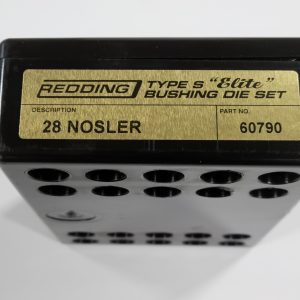 REDDING TYPE S "Elite"
BUSHING DIE SET
DESCRIPTION PART NO.
28 NOSLER 60790